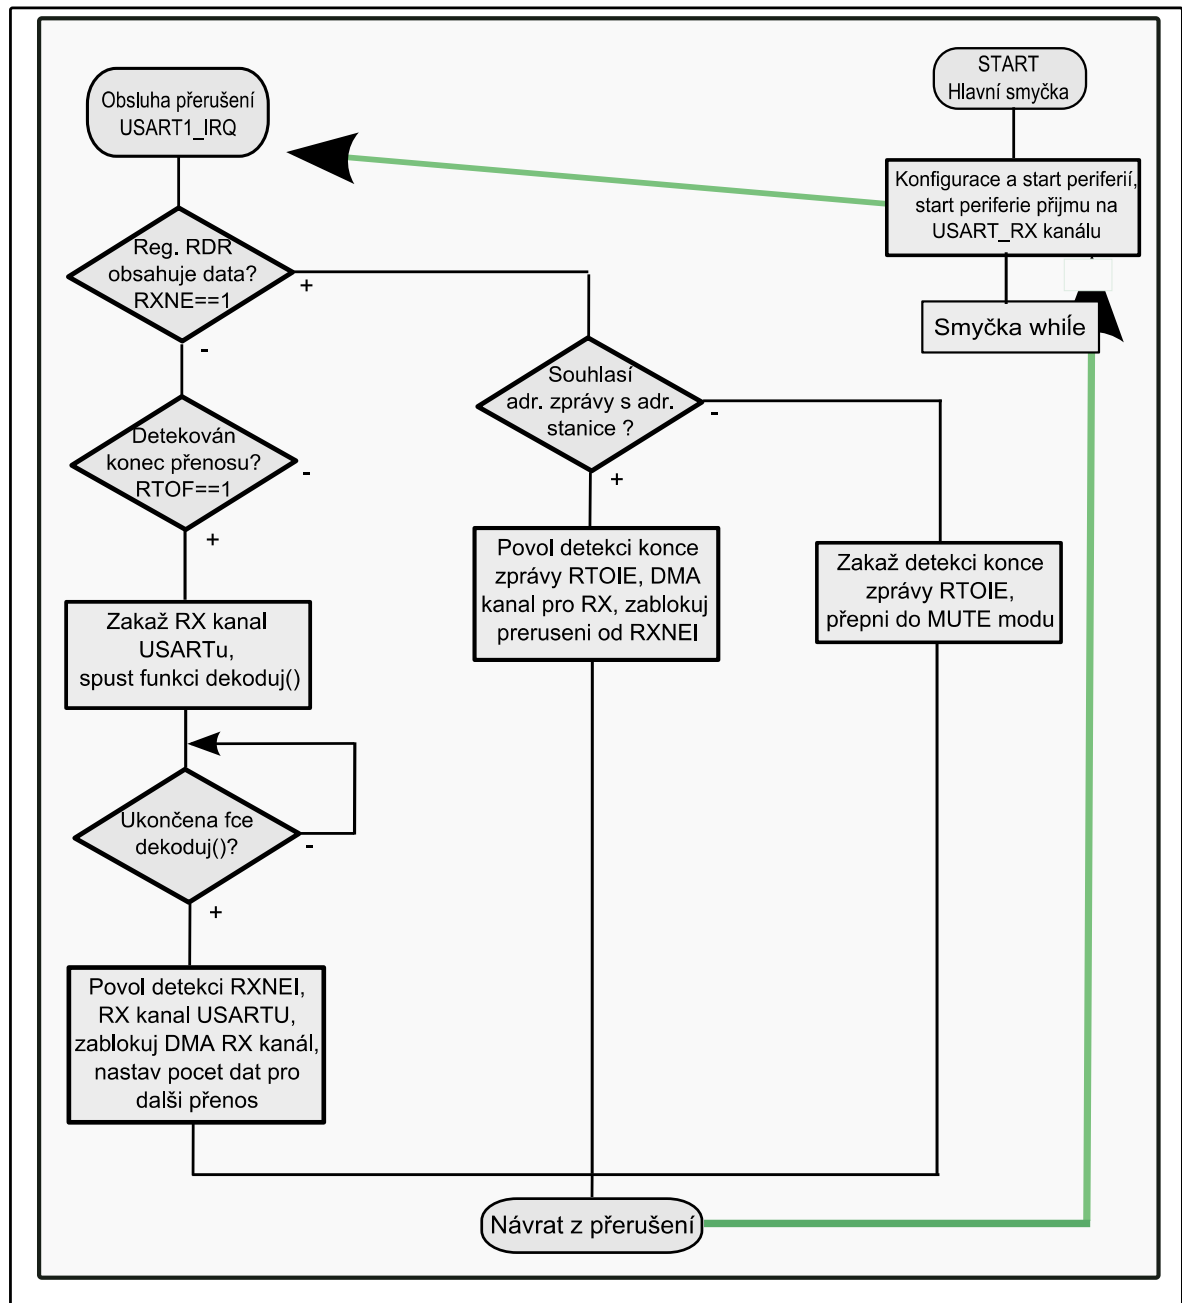 START
Hlavní smyčka
Obsluha přerušení
USART1_IRQ
Konfigurace a start periferií,
start periferie přijmu na
USART_RX kanálu
Reg. RDR
obsahuje data?
RXNE==1
+
-
Smyčka while
Souhlasí
adr. zprávy s adr.
stanice ?
-
+
Detekován
konec přenosu?
RTOF==1
-
+
Povol detekci konce
zprávy RTOIE, DMA
kanal pro RX, zablokuj
preruseni od RXNEI
Zakaž detekci konce
zprávy RTOIE,
přepni do MUTE modu
Zakaž RX kanal
USARTu,
spust funkci dekoduj()
Ukončena fce
dekoduj()?
-
+
Povol detekci RXNEI,
RX kanal USARTU,
zablokuj DMA RX kanál,
nastav pocet dat pro
dalši přenos
Návrat z přerušení